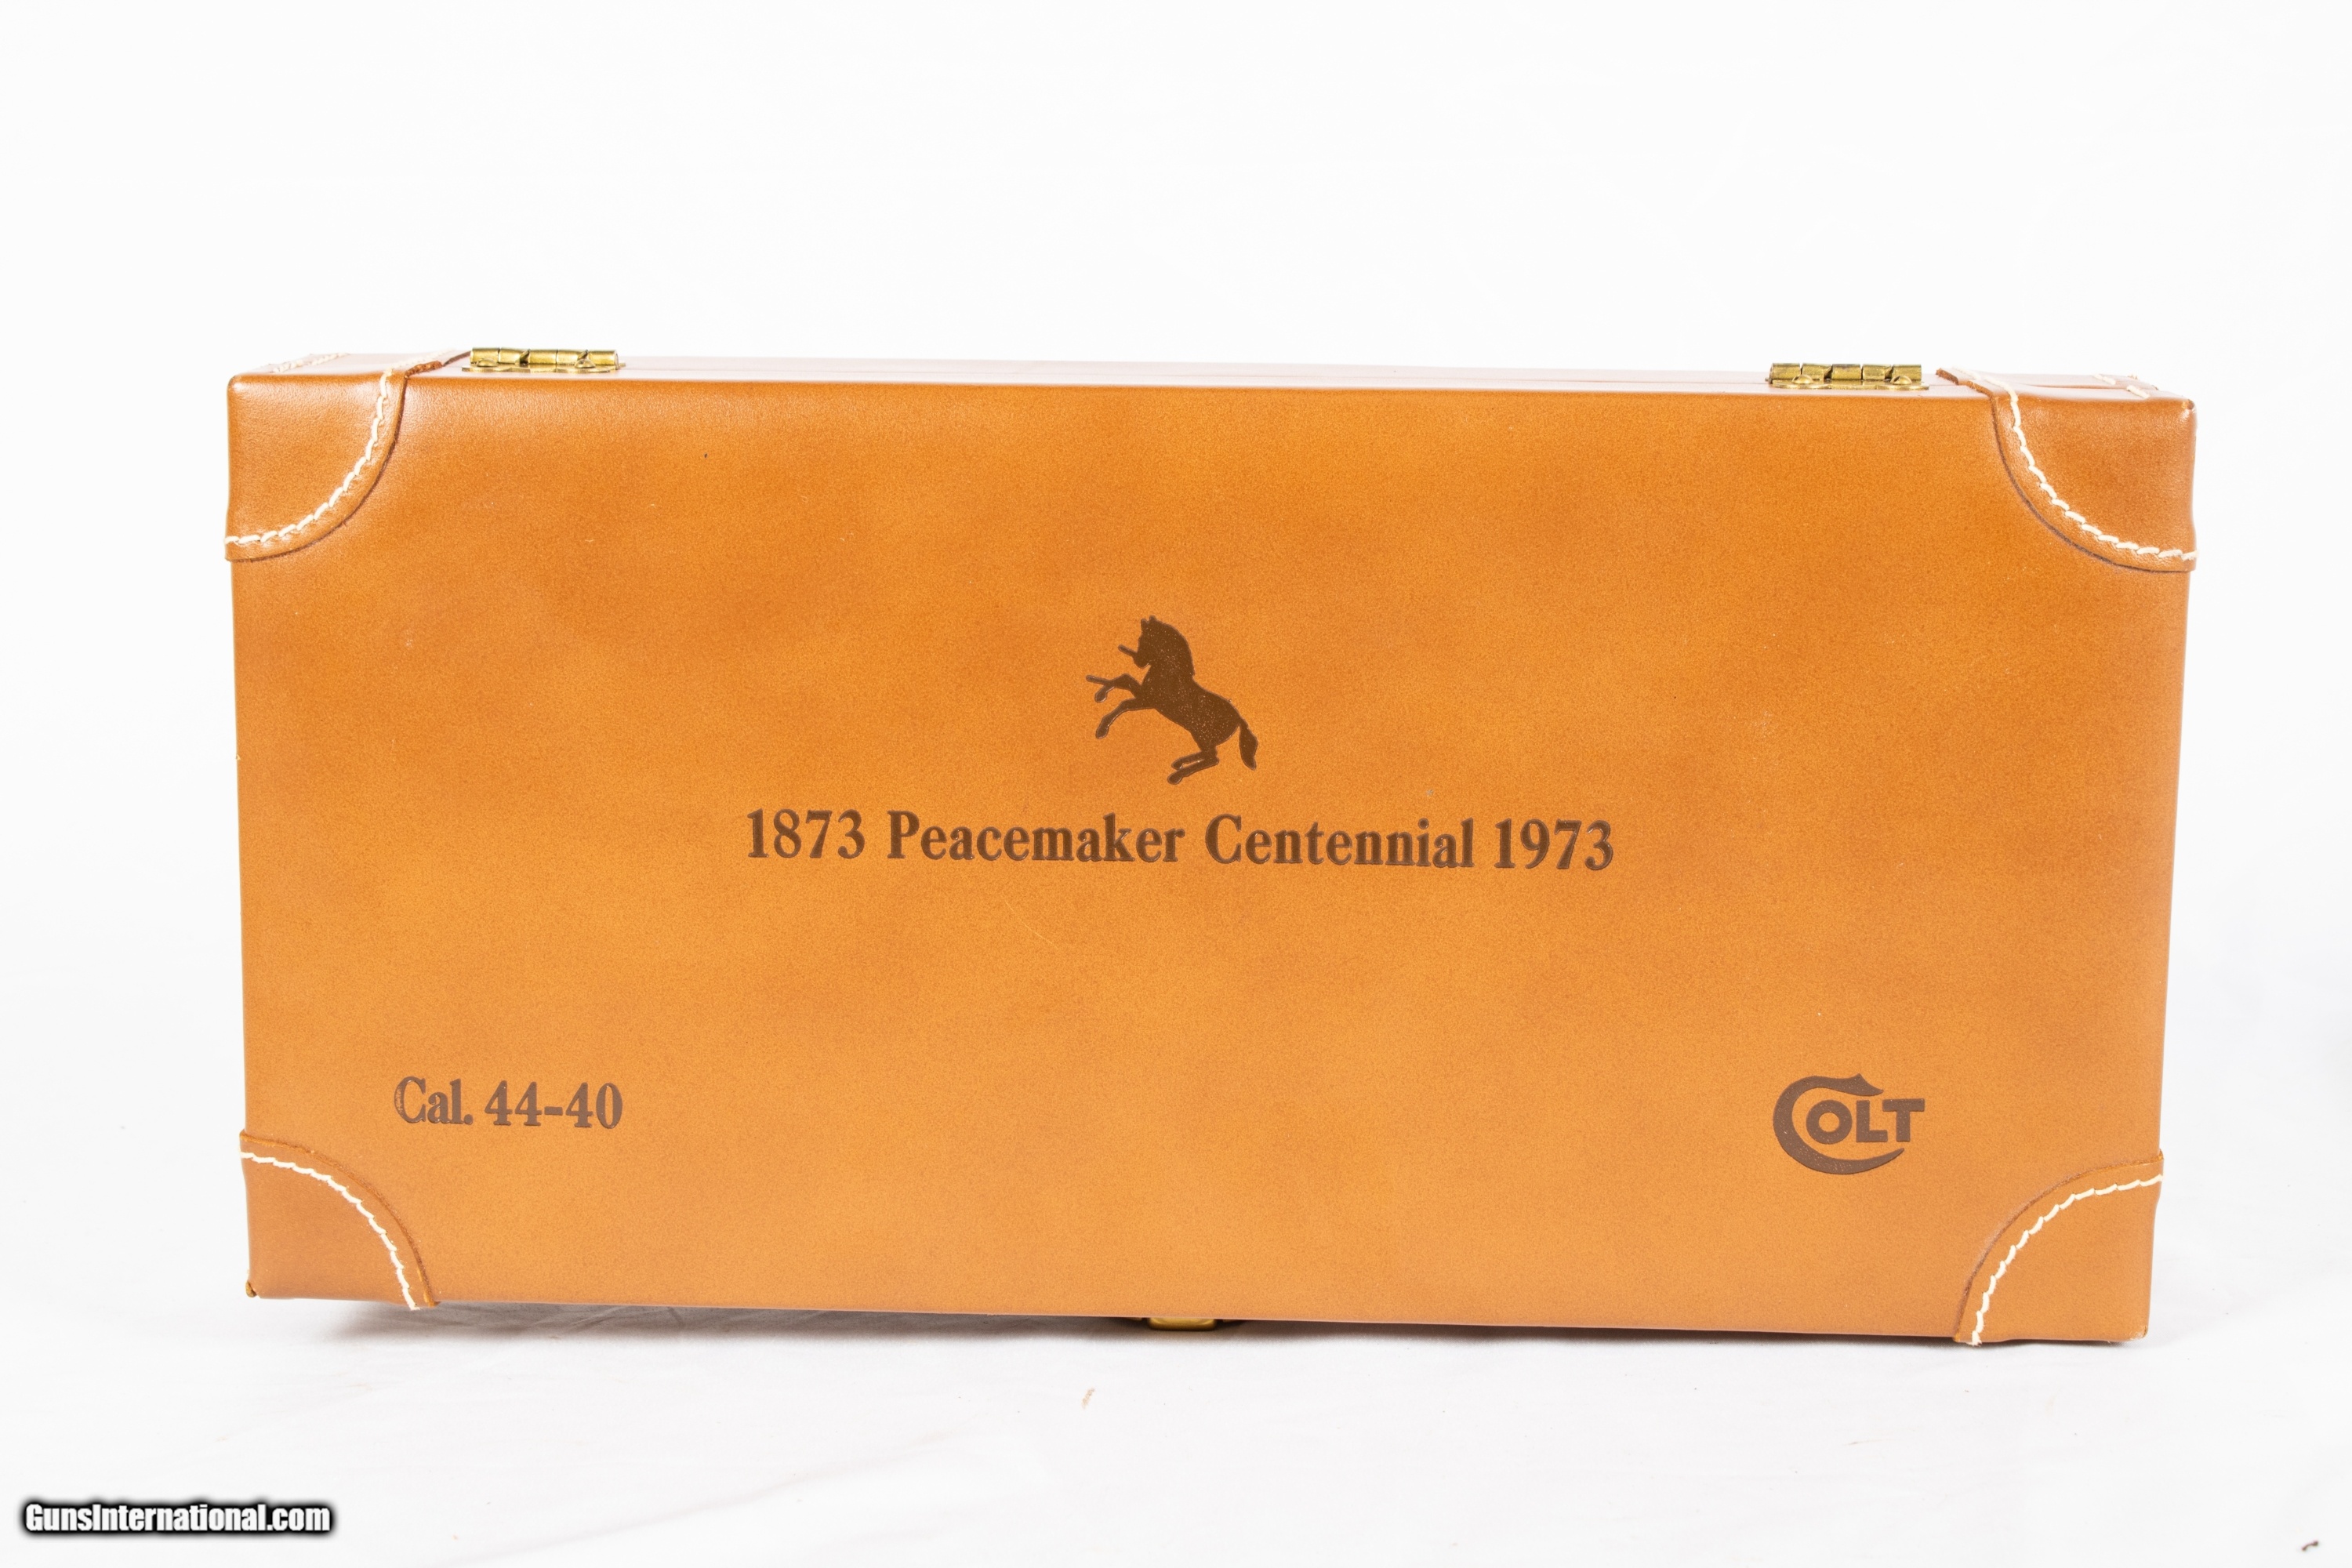 1873 Peacemaker Centennial 1973
Cal. 44-40
COLT
GunsInternational.com